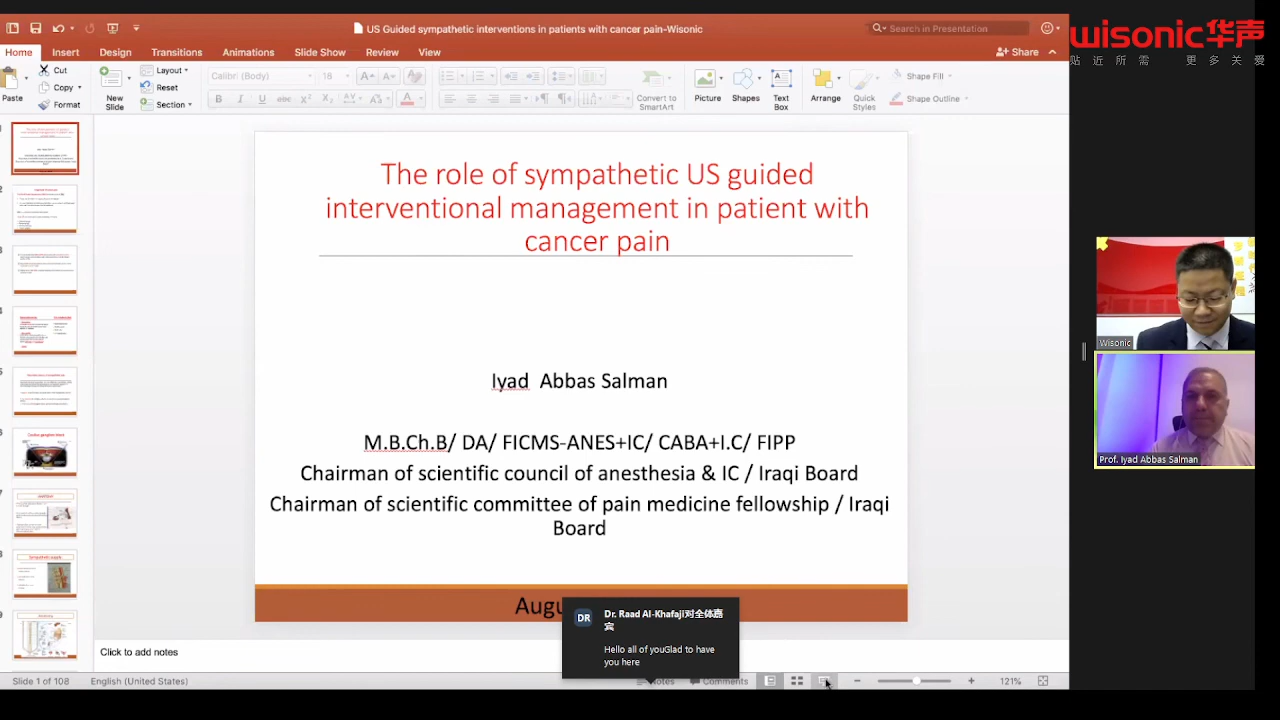 US Guided sympathetic interventions in patients with cancer pain-Wisonic
Search in Presentation
Home Insert Design Transitions Animations Slide Show Review View
Share
Paste
Cut
Copy
Format
New Slide
Layout
Reset
Section
Calibri (Body) 18
Convert to SmartArt
Picture
Shapes
Text Box
Arrange
Quick Styles
Shape Fill
Shape Outline
wisonic华声
贴近所需 更多关爱
The role of sympathetic US guided
interventional management in patient with
cancer pain
Iyad Abbas Salman
M.B.Ch.B/ DA/ FICMS-ANES+IC/ CABA+I.C/ FIPP
Chairman of scientific council of anesthesia & IC / Iraqi Board
Chairman of scientific committee of pain medicine fellowship / Iraqi
Board
DR
Dr. Raad Al-Khafaji对全体嘉
宾
Hello all of youGlad to have
you here
Wisonic
Prof. Iyad Abbas Salman
Click to add notes
Slide 1 of 108
English (United States)
Notes
Comments
121%